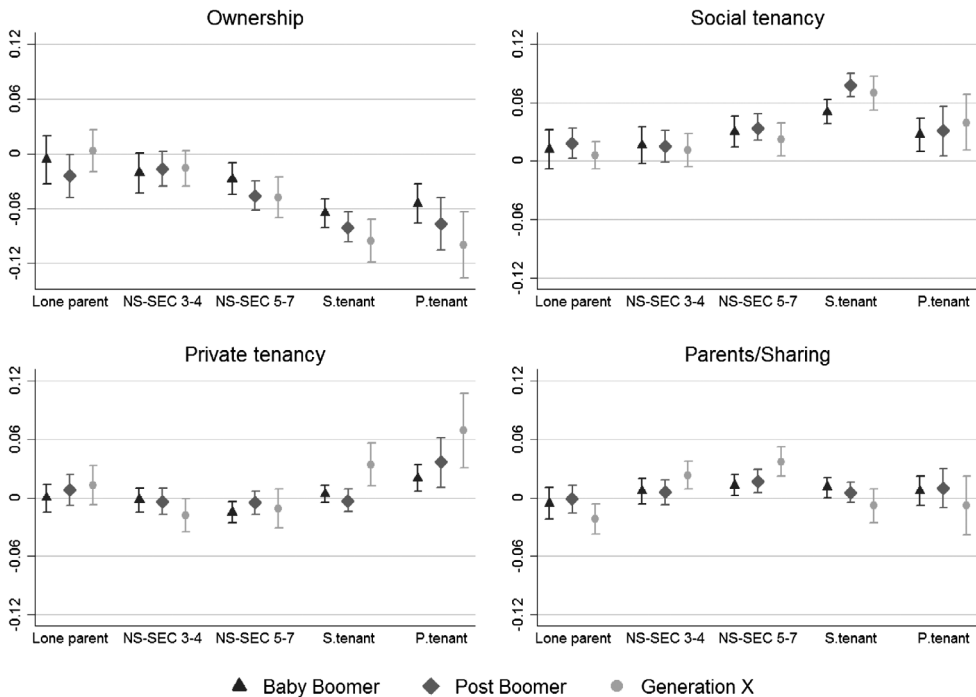 Ownership
0.12
0.06
0
-0.06
-0.12
Lone parent NS-SEC 3-4 NS-SEC 5-7 S.tenant P.tenant
Social tenancy
0.12
0.06
0
-0.06
-0.12
Lone parent NS-SEC 3-4 NS-SEC 5-7 S.tenant P.tenant
Private tenancy
0.12
0.06
0
-0.06
-0.12
Lone parent NS-SEC 3-4 NS-SEC 5-7 S.tenant P.tenant
Parents/Sharing
0.12
0.06
0
-0.06
-0.12
Lone parent NS-SEC 3-4 NS-SEC 5-7 S.tenant P.tenant
Baby Boomer Post Boomer Generation X